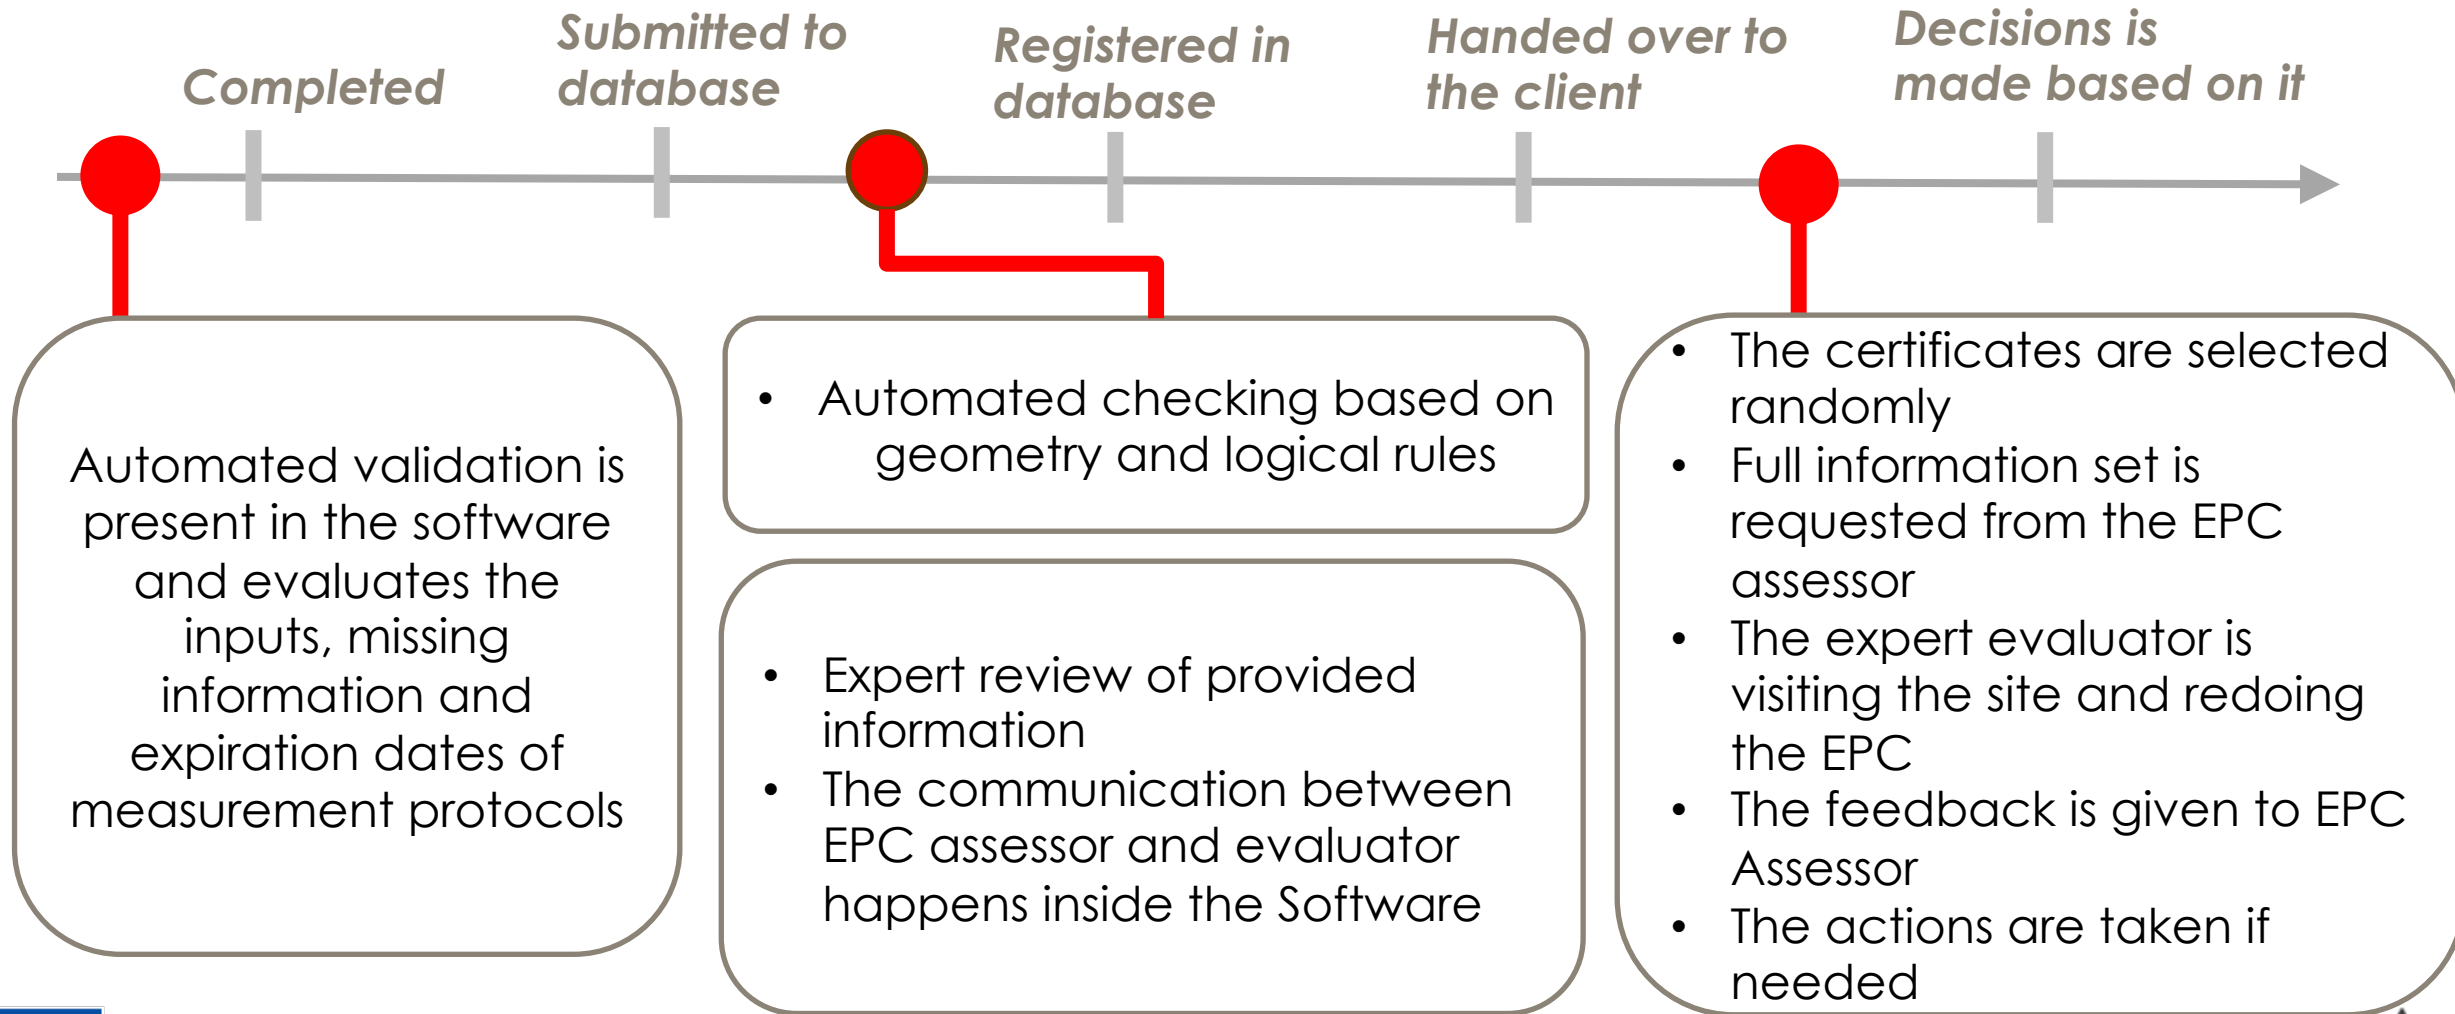 Completed
Submitted to
database
Registered in
database
Handed over to
the client
Decisions is
made based on it
Automated validation is
present in the software
and evaluates the
inputs, missing
information and
expiration dates of
measurement protocols
• Automated checking based on
geometry and logical rules
• Expert review of provided
information
• The communication between
EPC assessor and evaluator
happens inside the Software
• The certificates are selected
randomly
• Full information set is
requested from the EPC
assessor
• The expert evaluator is
visiting the site and redoing
the EPC
• The feedback is given to EPC
Assessor
• The actions are taken if
needed